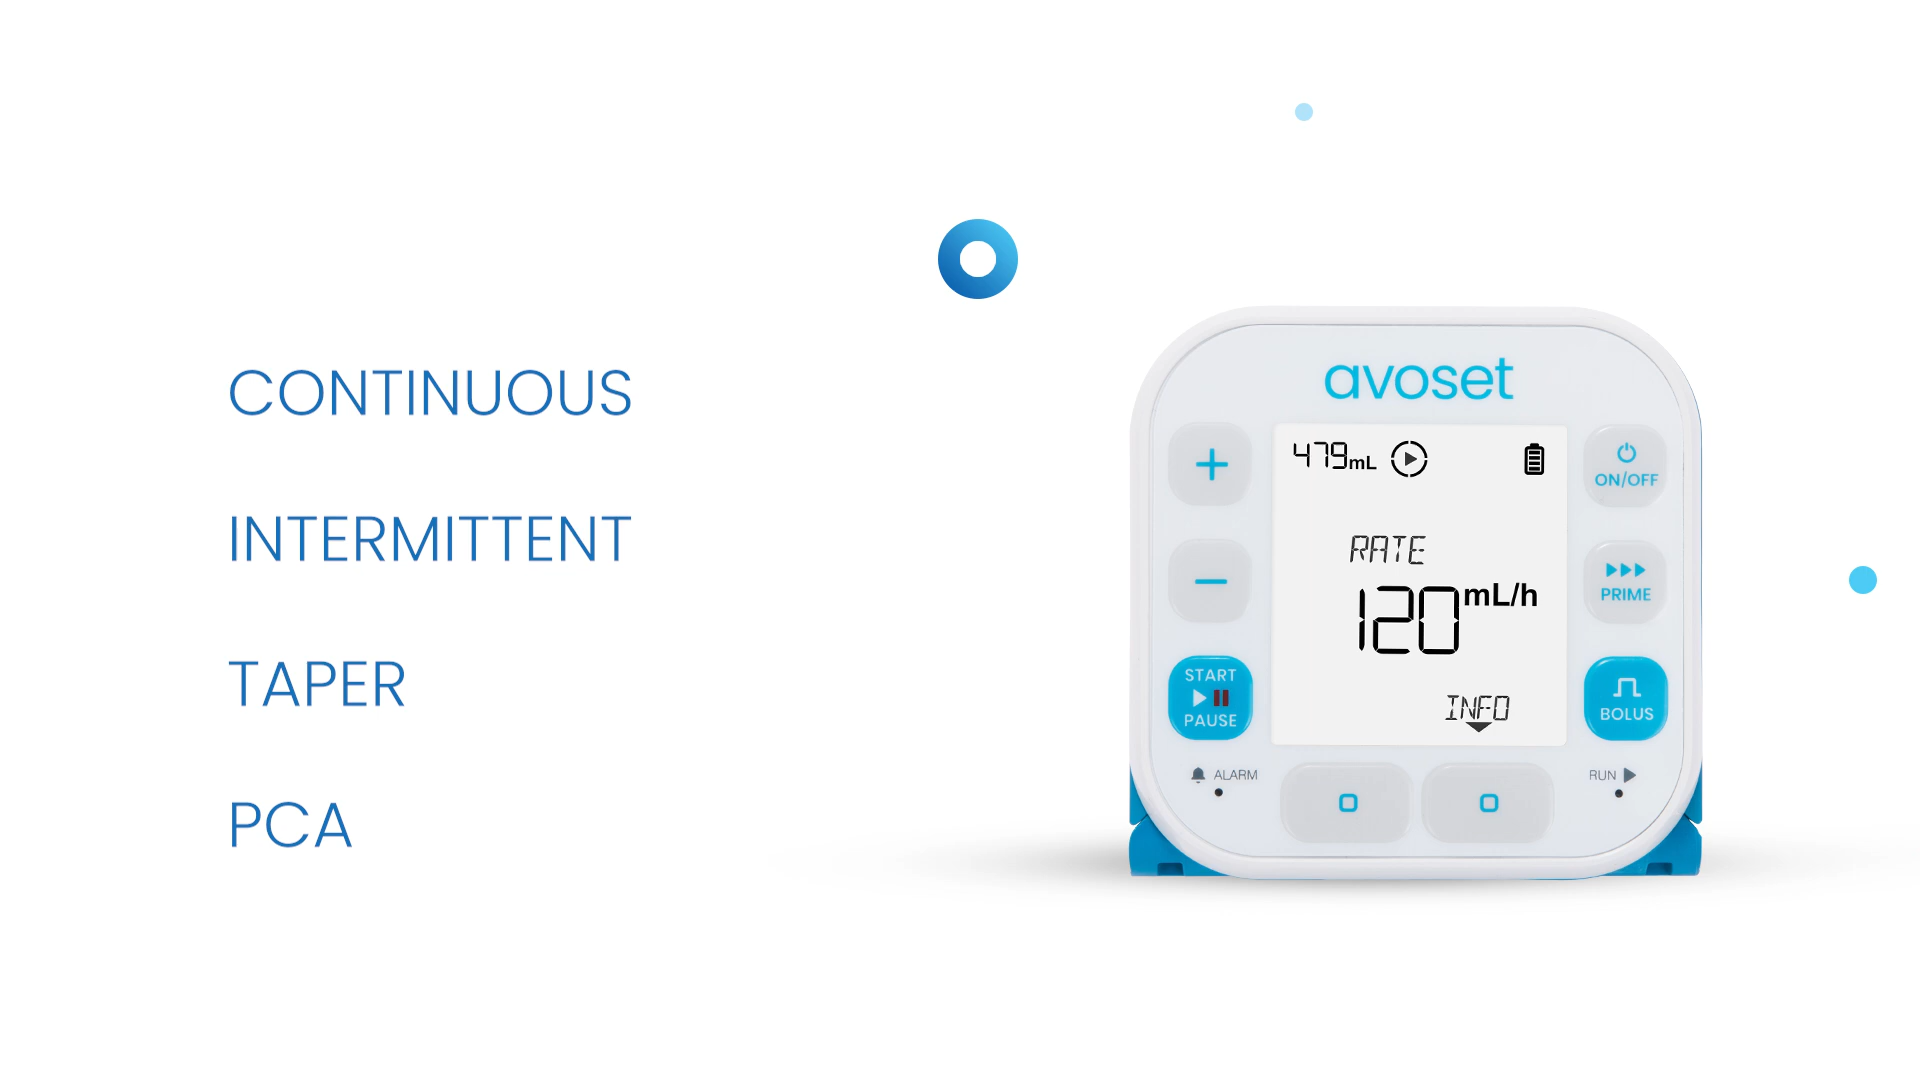 CONTINUOUS
INTERMITTENT
TAPER
PCA
avoset
479mL
RATE
120mL/h
INFO
START
PAUSE
ON/OFF
PRIME
BOLUS
ALARM
RUN